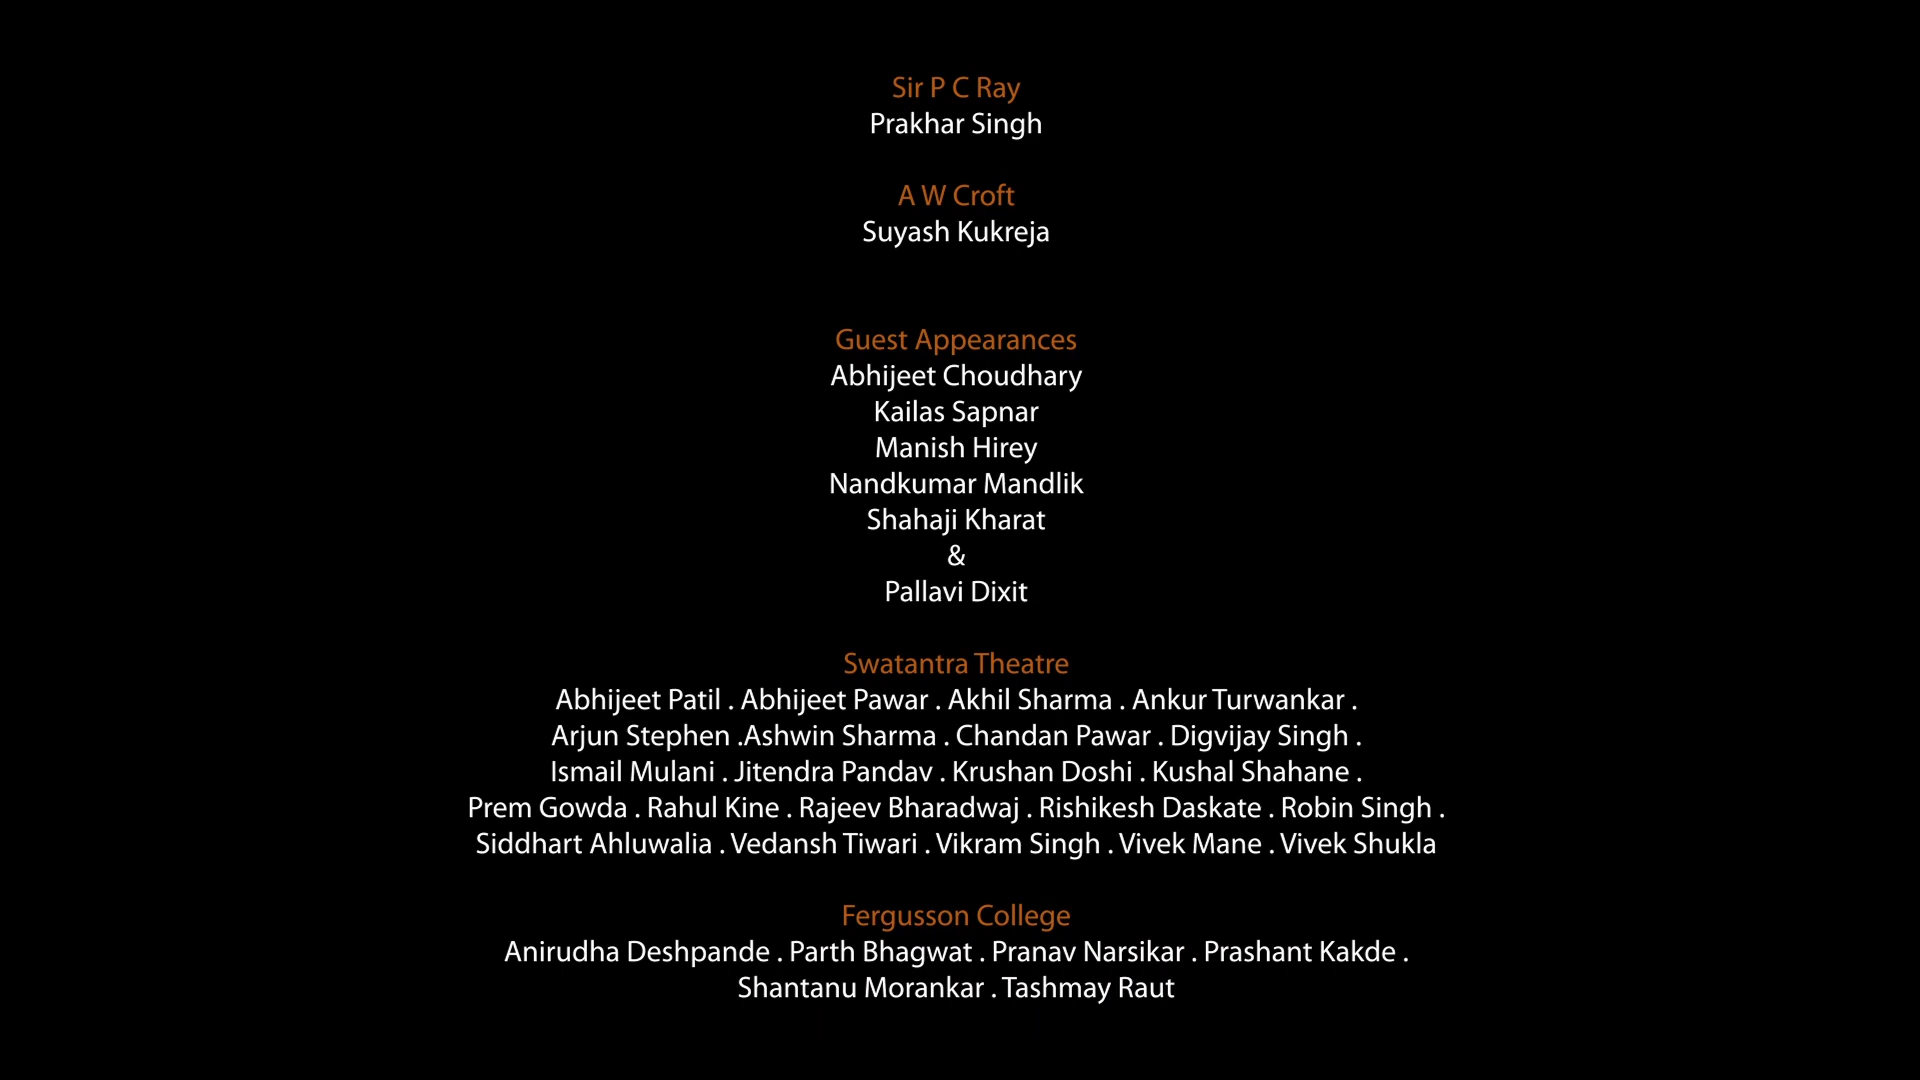 Sir P C Ray
Prakhar Singh
A W Croft
Suyash Kukreja
Guest Appearances
Abhijeet Choudhary
Kailas Sapnar
Manish Hirey
Nandkumar Mandlik
Shahaji Kharat
&
Pallavi Dixit
Swatantra Theatre
Abhijeet Patil . Abhijeet Pawar . Akhil Sharma . Ankur Turwankar .
Arjun Stephen .Ashwin Sharma . Chandan Pawar . Digvijay Singh .
Ismail Mulani . Jitendra Pandav . Krushan Doshi . Kushal Shahane .
Prem Gowda . Rahul Kine . Rajeev Bharadwaj . Rishikesh Daskate . Robin Singh .
Siddhart Ahluwalia . Vedansh Tiwari . Vikram Singh . Vivek Mane . Vivek Shukla
Fergusson College
Anirudha Deshpande . Parth Bhagwat . Pranav Narsikar . Prashant Kakde .
Shantanu Morankar . Tashmay Raut